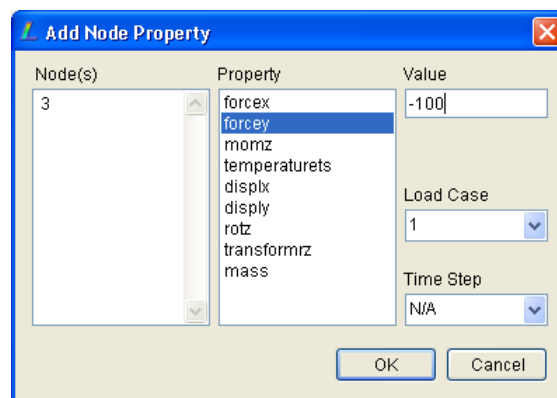 Add Node Property
Node(s)
3
Property
forcex
forcey
momz
temperaturets
displx
disply
rotz
transformrz
mass
Value
-100
Load Case
1
Time Step
N/A
OK
Cancel